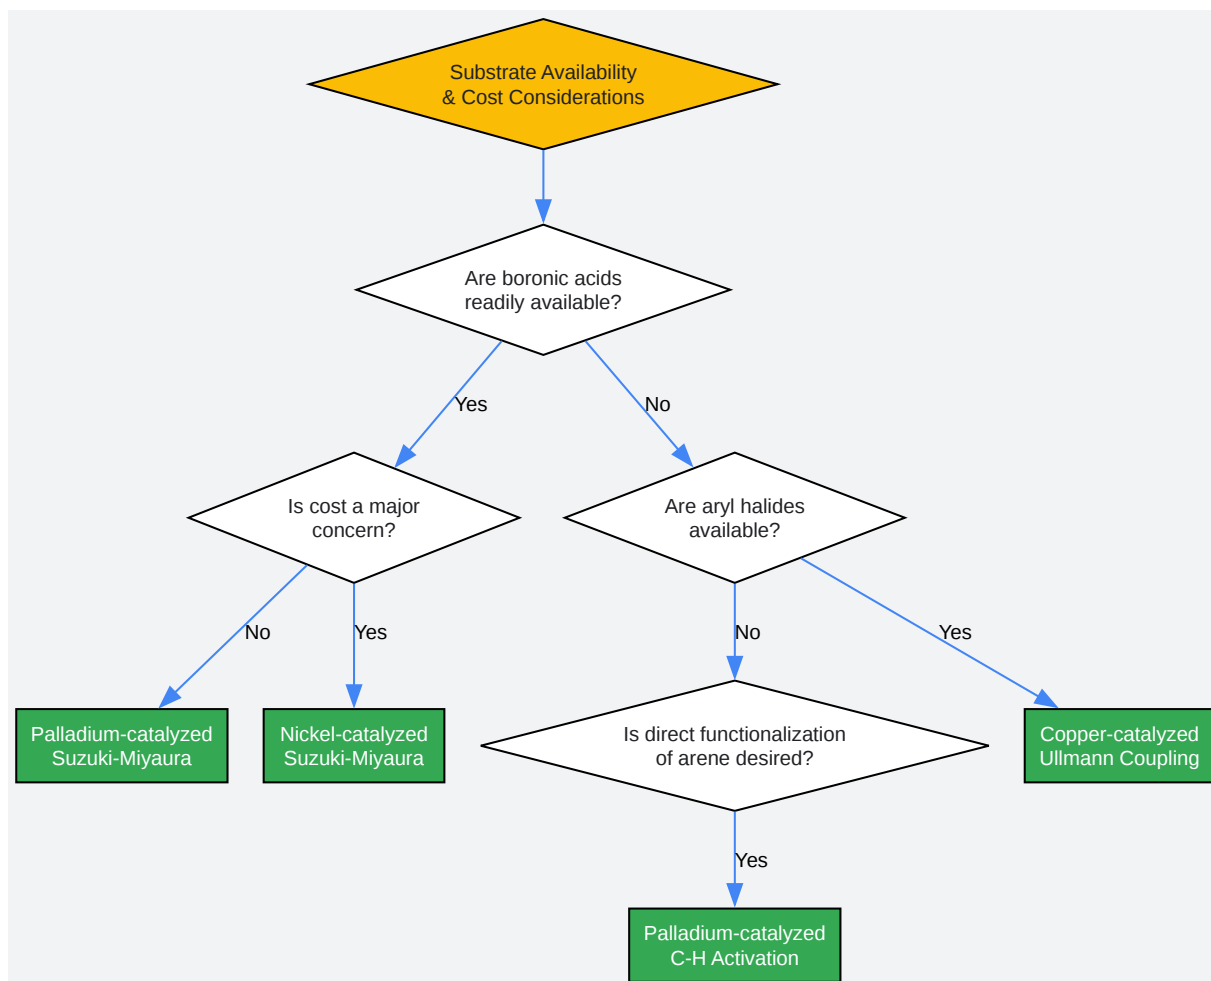 Substrate Availability
& Cost Considerations
Are boronic acids
readily available?
Yes
No
Is cost a major
concern?
Are aryl halides
available?
No
Yes
No
Yes
Palladium-catalyzed
Suzuki-Miyaura
Nickel-catalyzed
Suzuki-Miyaura
Is direct functionalization
of arene desired?
Copper-catalyzed
Ullmann Coupling
Yes
Palladium-catalyzed
C-H Activation